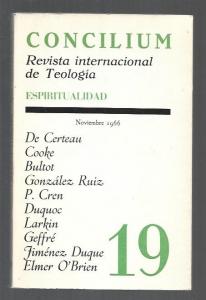 CONCILIUM
Revista internacional
de Teología
ESPIRITUALIDAD
Noviembre 1966
De Certeau
Cooke
Bultot
González Ruiz
P. Cren
Duquoc
Larkin
Geffré
Jiménez Duque
Elmer O'Brien
19